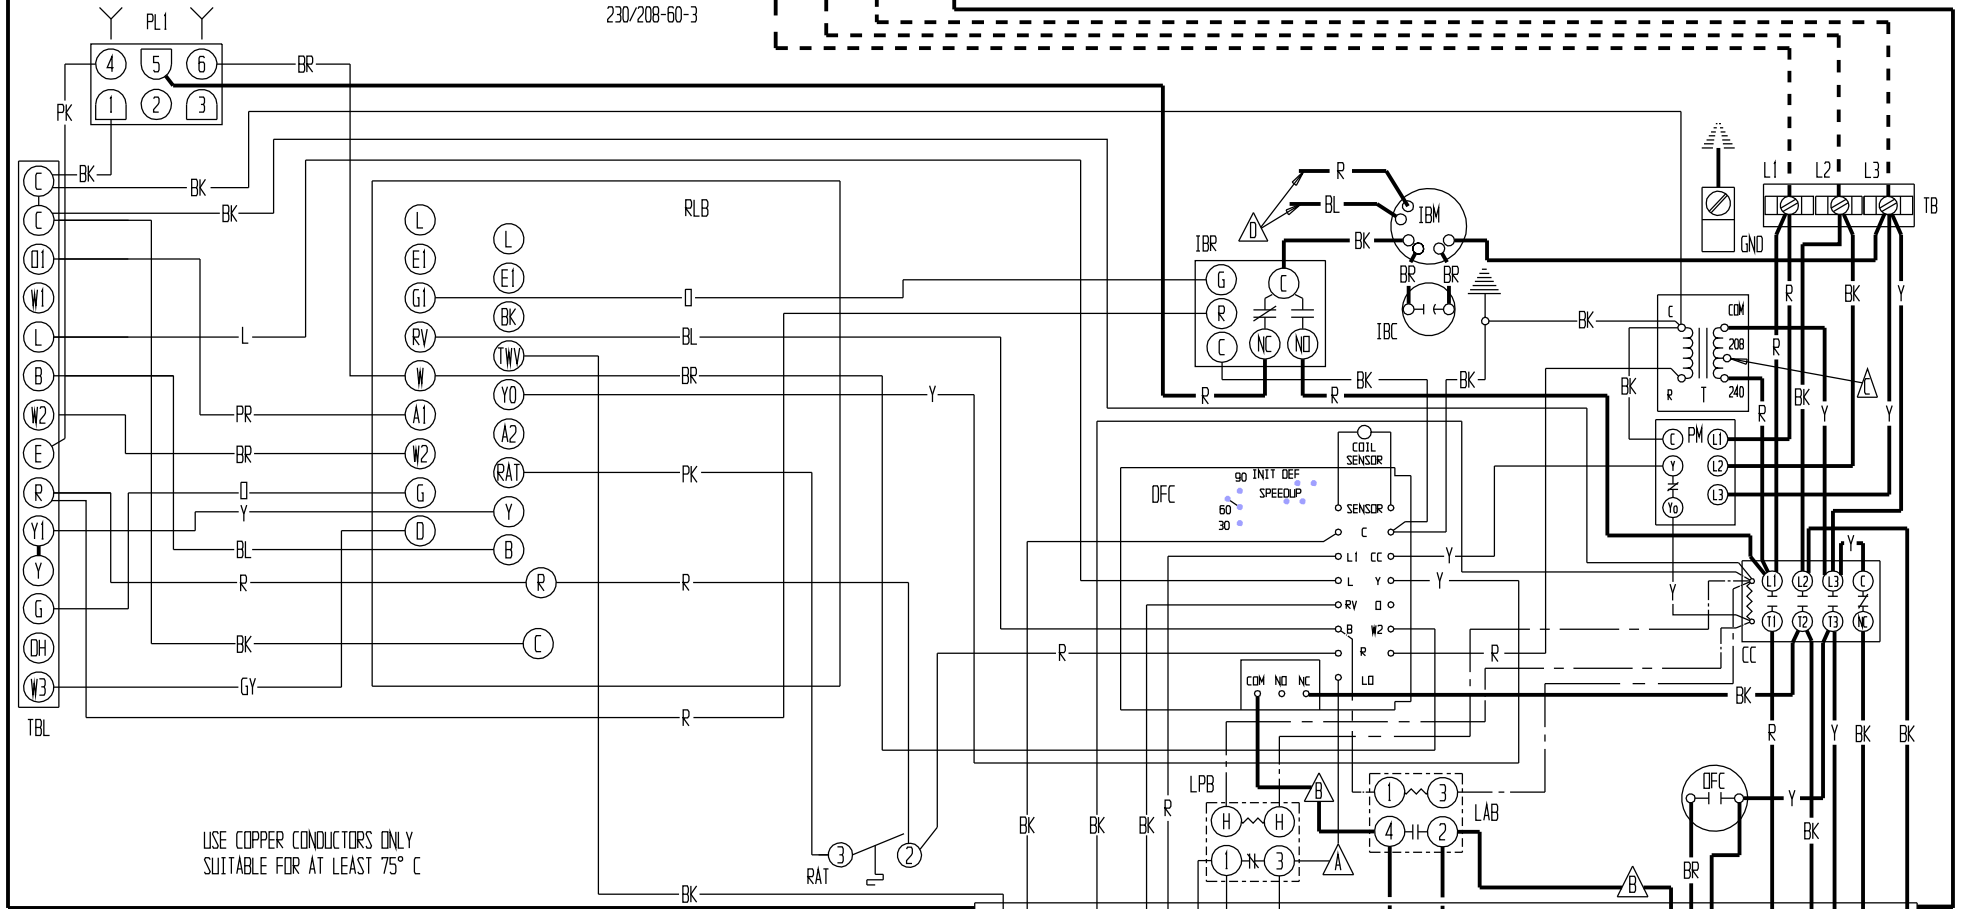 230/208-60-3
PL1
4 5 6
1 2 3
BR
PK
BK
BK
BK
C
C
O1
W1
L
B
W2
E
R
Y1
Y
G
DH
W3
TBL
L
PR
BR
O
Y
BL
R
BK
GY
RLB
L
E1
G1
RV
W
A1
W2
G
D
L
E1
BK
TWV
YO
A2
RAT
Y
B
R
C
O
BL
BR
Y
PK
R
R
R
BK
3 2
RAT
USE COPPER CONDUCTORS ONLY
SUITABLE FOR AT LEAST 75° C
R
BL
D
IBM
BK
BR BR
IBC
IBR
G
R
C
C
NC NO
R
R
BK
BK
BK
GND
L1 L2 L3
TB
R BK Y
C COM
208
240
R T
C
BK
R
BK
Y
R
Y
PM
C L1
Y L2
Yo L3
Y
COIL
SENSOR
DFC
90 INIT DEF
SPEEDUP
60
30
SENSOR
C
L1 CC
L Y
RV O
B W2
R
LO
COM NO NC
Y
Y
R
R
BK
Y
L1 L2 L3 C
T1 T2 T3 NC
CC
R Y BK BK
OFC
Y
BK
BR
LPB
H H
1 3
B
A
1 3
4 2
LAB
B
BK BK BK R